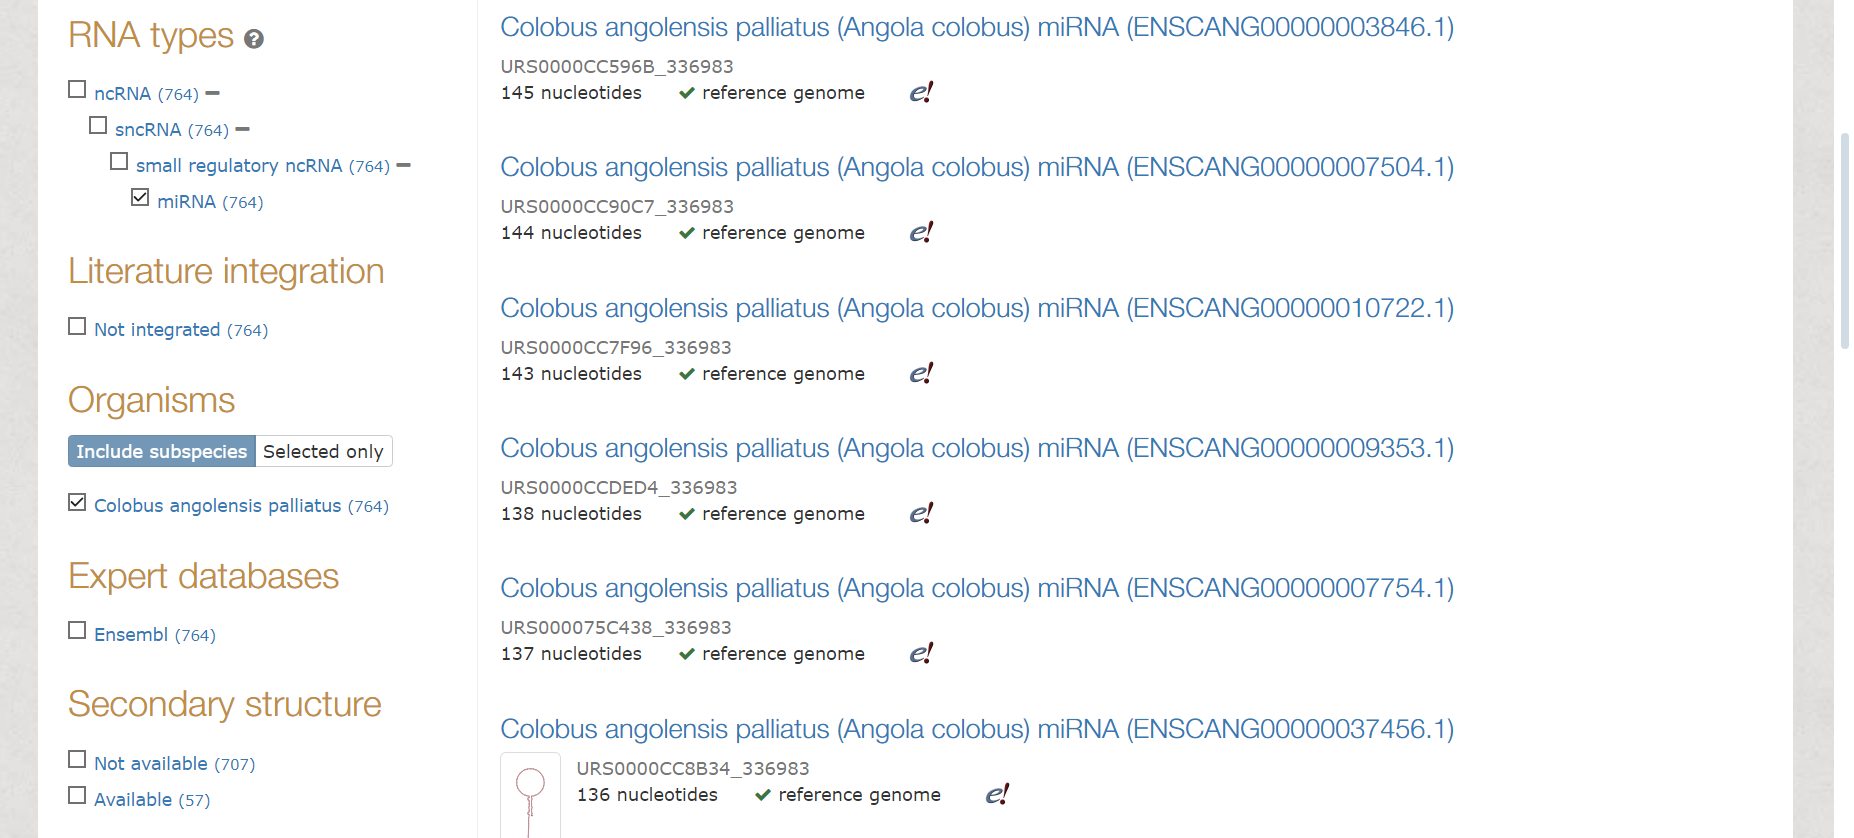 RNA types ?
ncRNA (764)
sncRNA (764)
small regulatory ncRNA (764)
miRNA (764)
Literature integration
Not integrated (764)
Organisms
Include subspecies Selected only
Colobus angolensis palliatus (764)
Expert databases
Ensembl (764)
Secondary structure
Not available (707)
Available (57)
Colobus angolensis palliatus (Angola colobus) miRNA (ENSCANG00000003846.1)
URS0000CC596B_336983
145 nucleotides reference genome e!
Colobus angolensis palliatus (Angola colobus) miRNA (ENSCANG00000007504.1)
URS0000CC90C7_336983
144 nucleotides reference genome e!
Colobus angolensis palliatus (Angola colobus) miRNA (ENSCANG00000010722.1)
URS0000CC7F96_336983
143 nucleotides reference genome e!
Colobus angolensis palliatus (Angola colobus) miRNA (ENSCANG00000009353.1)
URS0000CCDED4_336983
138 nucleotides reference genome e!
Colobus angolensis palliatus (Angola colobus) miRNA (ENSCANG00000007754.1)
URS000075C438_336983
137 nucleotides reference genome e!
Colobus angolensis palliatus (Angola colobus) miRNA (ENSCANG00000037456.1)
URS0000CC8B34_336983
136 nucleotides reference genome e!